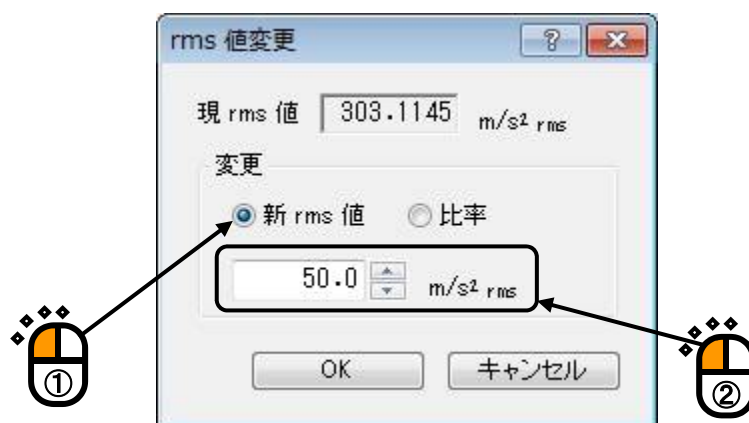 rms 値変更
現 rms 値 303.1145 m/s² rms
変更
新 rms 値 比率
50.0 m/s² rms
OK キャンセル
① ②